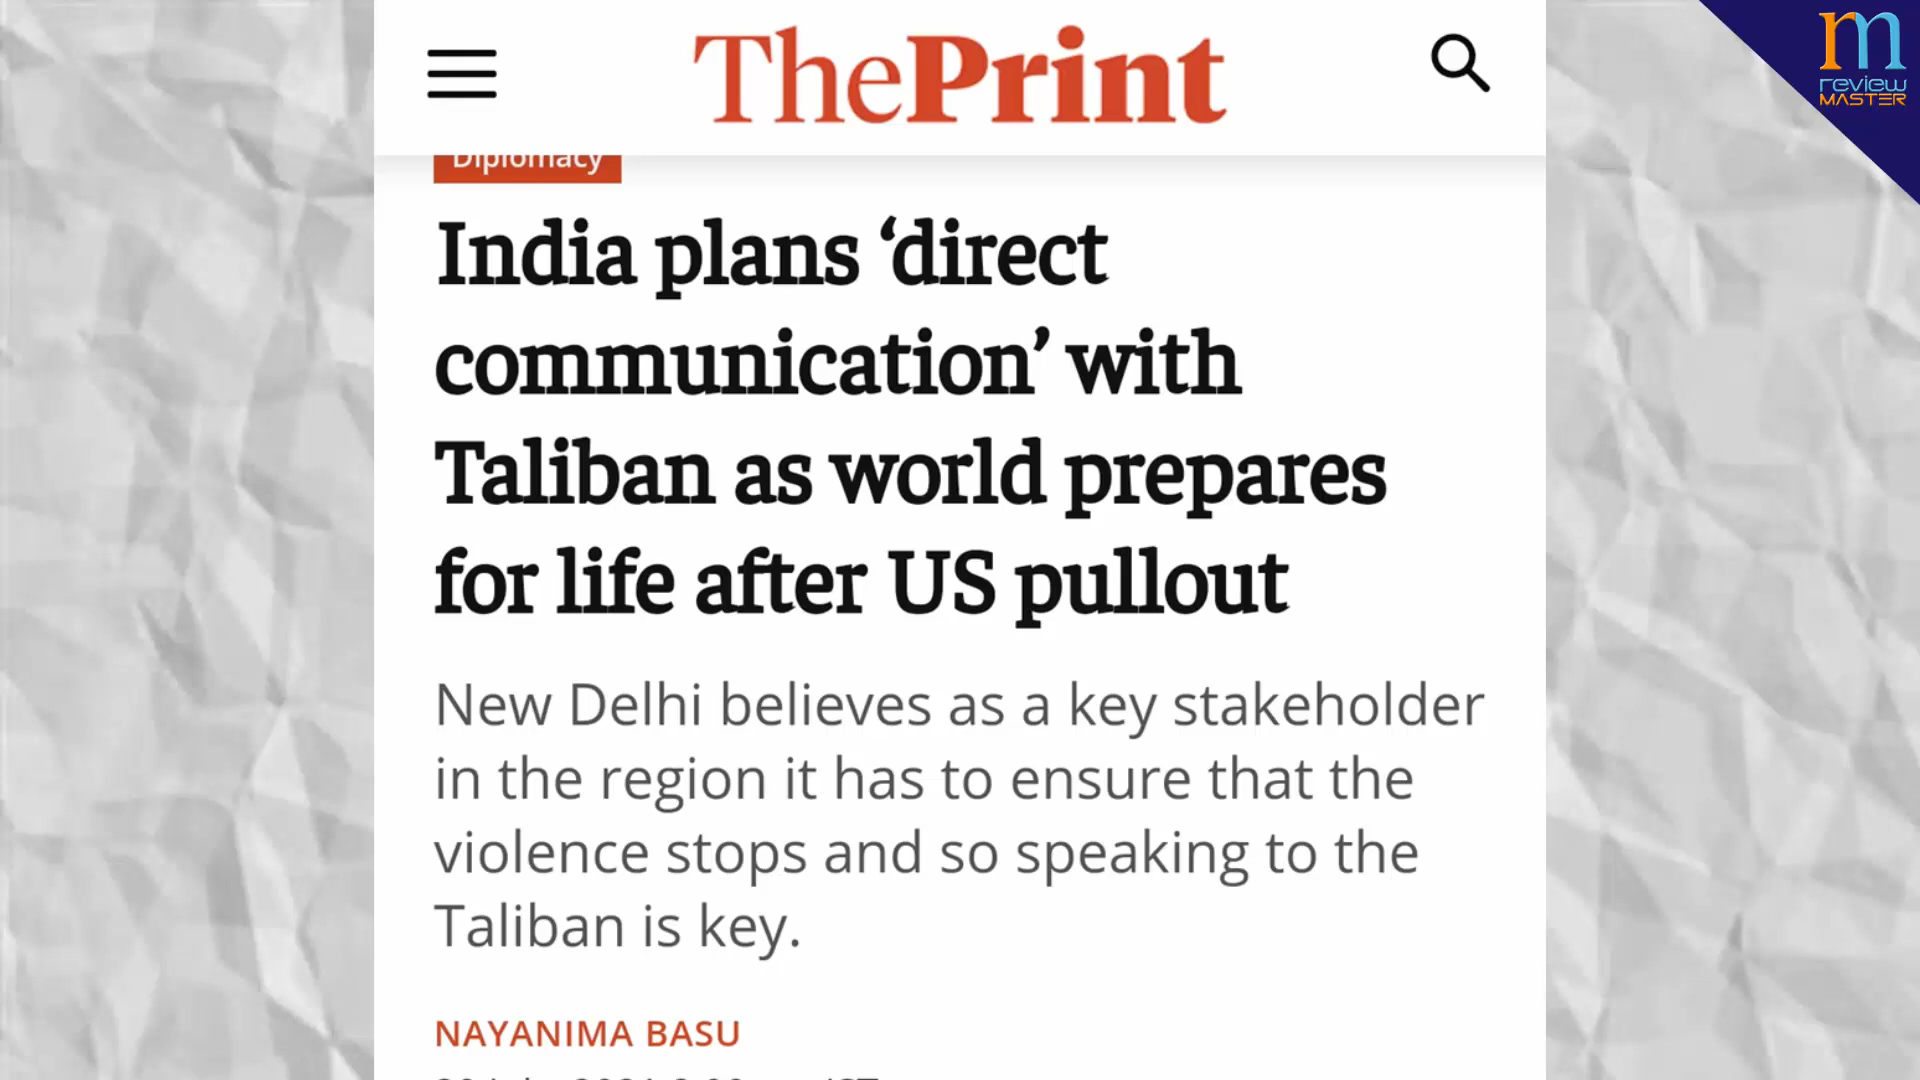 ThePrint
review
MASTER
Diplomacy
India plans ‘direct
communication’ with
Taliban as world prepares
for life after US pullout
New Delhi believes as a key stakeholder
in the region it has to ensure that the
violence stops and so speaking to the
Taliban is key.
NAYANIMA BASU